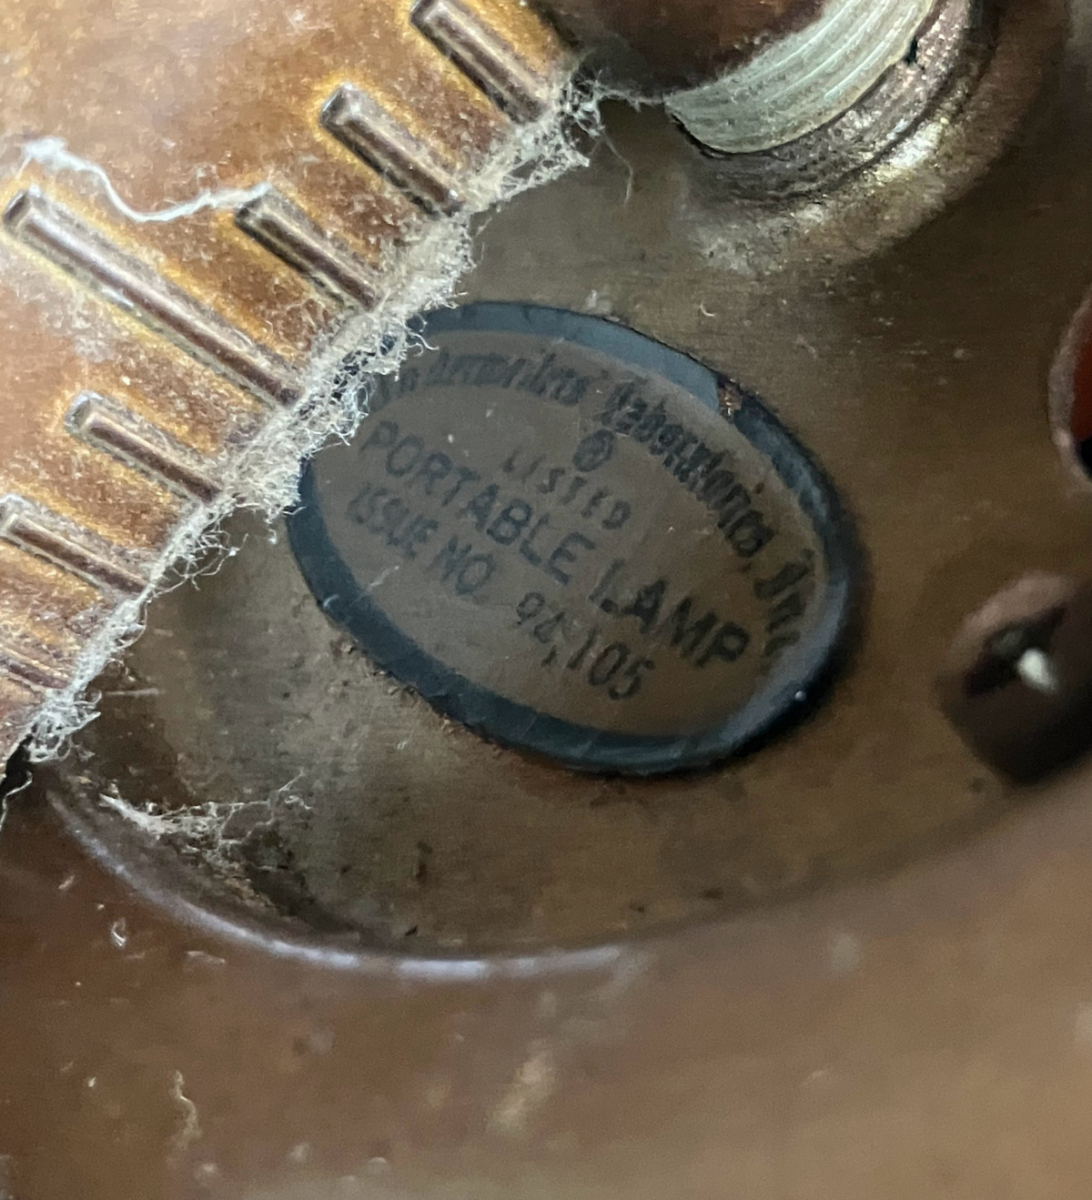 Underwriters Laboratories, Inc.
LISTED
PORTABLE LAMP
ISSUE NO. 94,105